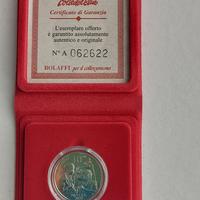 Certificato di Garanzia
L'esemplare offerto
è garantito assolutamente
autentico e originale
N° A 062622
BOLAFFI per il collezionismo